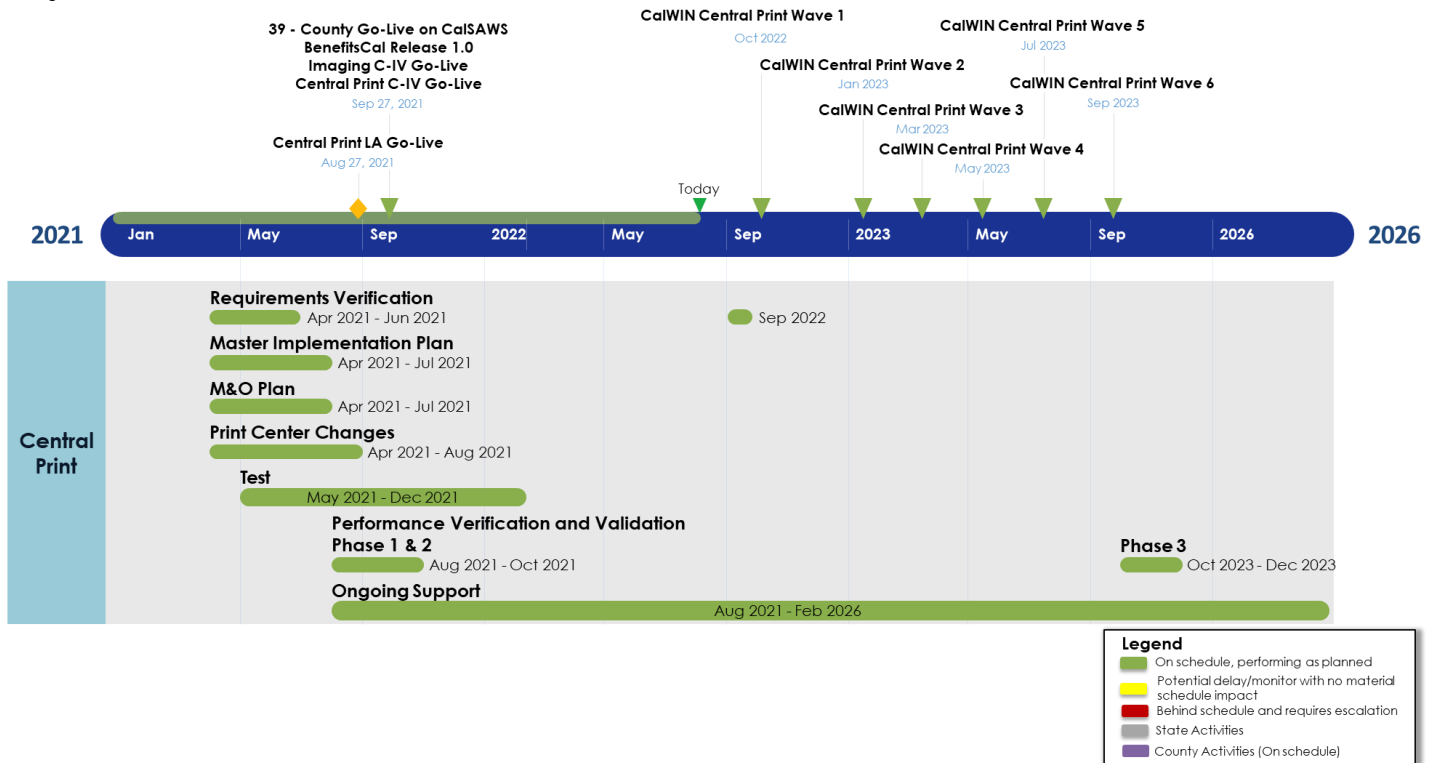 39 - County Go-Live on CalSAWS
BenefitsCal Release 1.0
Imaging C-IV Go-Live
Central Print C-IV Go-Live
Sep 27, 2021
Central Print LA Go-Live
Aug 27, 2021
CalWIN Central Print Wave 1
Oct 2022
CalWIN Central Print Wave 2
Jan 2023
CalWIN Central Print Wave 3
Mar 2023
CalWIN Central Print Wave 4
May 2023
CalWIN Central Print Wave 5
Jul 2023
CalWIN Central Print Wave 6
Sep 2023
Today
2021 Jan May Sep 2022 May Sep 2023 May Sep 2026 2026
Central
Print
Requirements Verification
Apr 2021 - Jun 2021 Sep 2022
Master Implementation Plan
Apr 2021 - Jul 2021
M&O Plan
Apr 2021 - Jul 2021
Print Center Changes
Apr 2021 - Aug 2021
Test
May 2021 - Dec 2021
Performance Verification and Validation
Phase 1 & 2 Phase 3
Aug 2021 - Oct 2021 Oct 2023 - Dec 2023
Ongoing Support
Aug 2021 - Feb 2026
Legend
On schedule, performing as planned
Potential delay/monitor with no material
schedule impact
Behind schedule and requires escalation
State Activities
County Activities (On schedule)